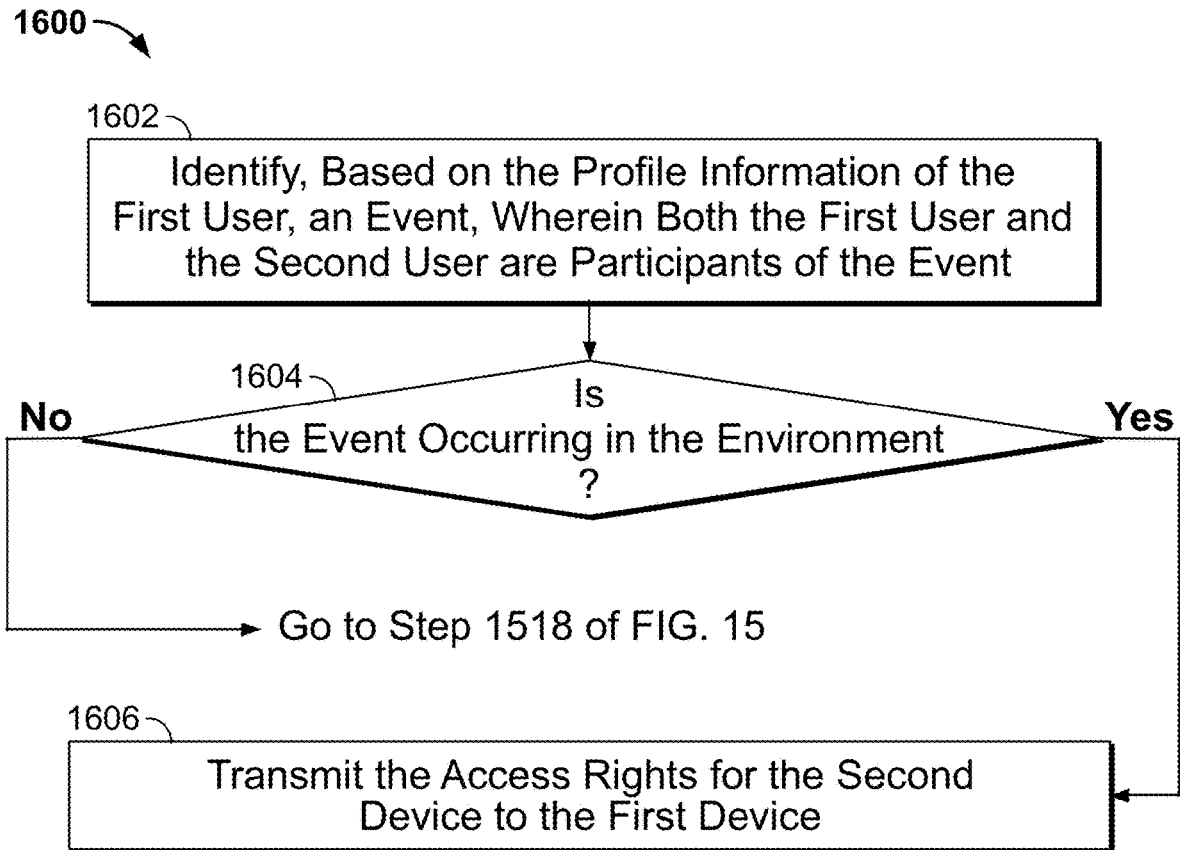 1600
1602
Identify, Based on the Profile Information of the
First User, an Event, Wherein Both the First User and
the Second User are Participants of the Event
1604
Is
No
Yes
the Event Occurring in the Environment
?
Go to Step 1518 of FIG. 15
1606
Transmit the Access Rights for the Second
Device to the First Device